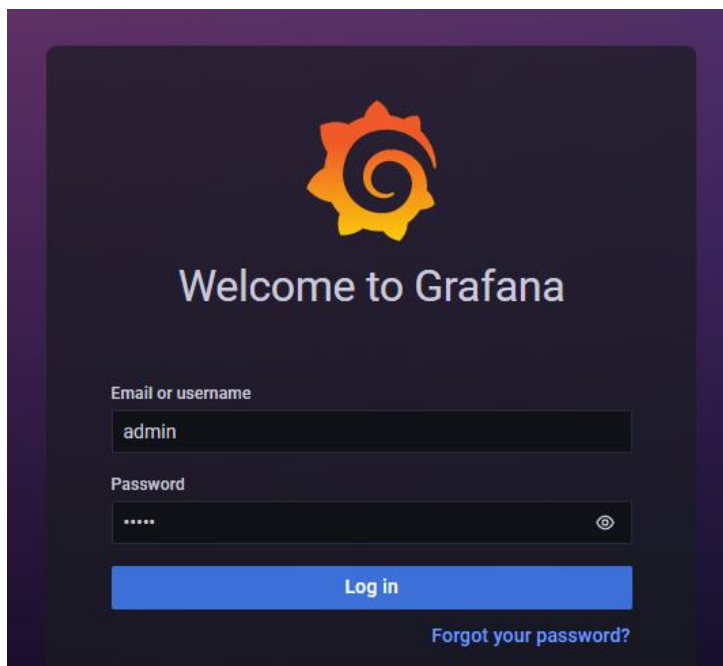 Welcome to Grafana
Email or username
admin
Password
•••••
Log in
Forgot your password?